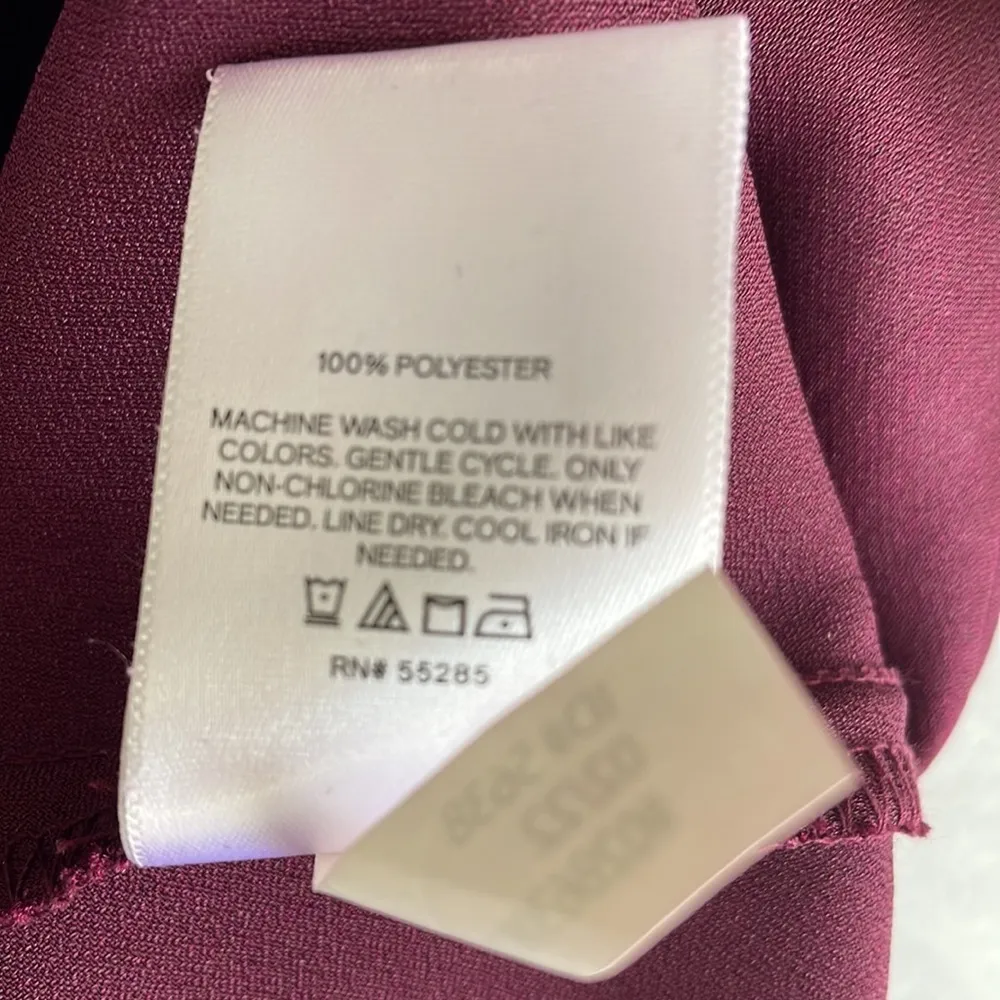 100% POLYESTER
MACHINE WASH COLD WITH LIKE
COLORS. GENTLE CYCLE. ONLY
NON-CHLORINE BLEACH WHEN
NEEDED. LINE DRY. COOL IRON IF
NEEDED.
RN# 55285